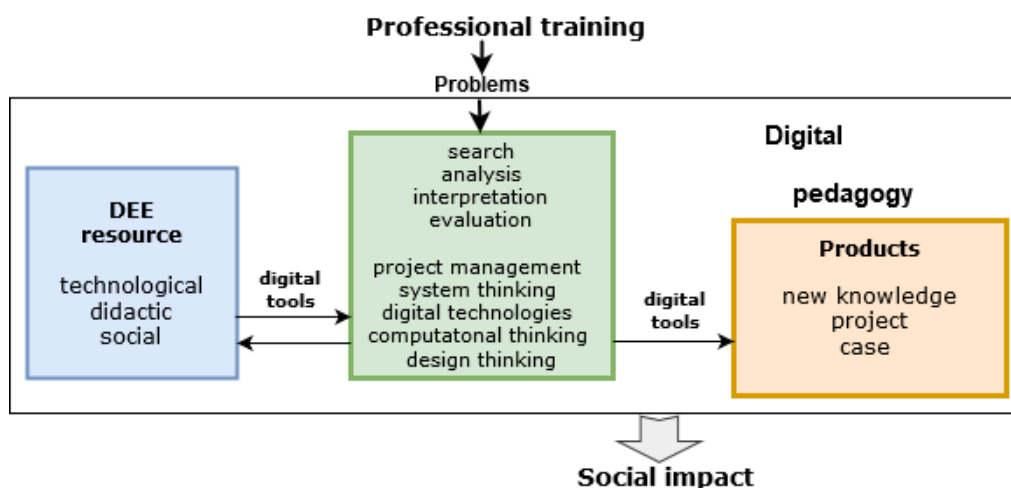 Professional training
Problems
Digital
pedagogy
DEE
resource
technological
didactic
social
digital
tools
search
analysis
interpretation
evaluation
project management
system thinking
digital technologies
computatonal thinking
design thinking
digital
tools
Products
new knowledge
project
case
Social impact